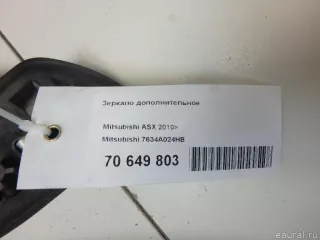 Зеркало дополнительное
Mitsubishi ASX 2010>
Mitsubishi 7634A024HB
70 649 803
© eaural.ru